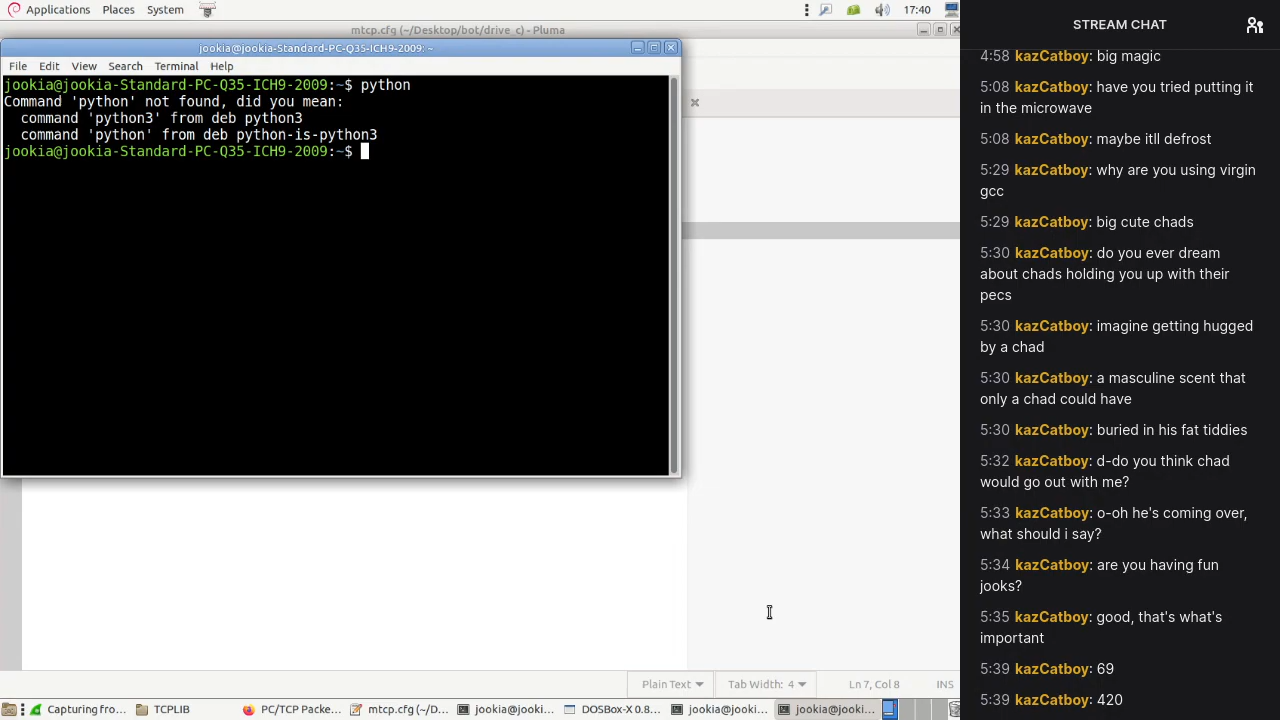 Applications Places System
17:40
mtcp.cfg (~/Desktop/bot/drive_c) - Pluma
jookia@jookia-Standard-PC-Q35-ICH9-2009: ~
File Edit View Search Terminal Help
jookia@jookia-Standard-PC-Q35-ICH9-2009:~$ python
Command 'python' not found, did you mean:
command 'python3' from deb python3
command 'python' from deb python-is-python3
jookia@jookia-Standard-PC-Q35-ICH9-2009:~$
Plain Text Tab Width: 4 Ln 7, Col 8 INS
Capturing fro... TCPLIB PC/TCP Packe... mtcp.cfg (~/D... jookia@jooki... DOSBox-X 0.8... jookia@jooki... jookia@jooki...
STREAM CHAT
4:58 kazCatboy: big magic
5:08 kazCatboy: have you tried putting it
in the microwave
5:08 kazCatboy: maybe itll defrost
5:29 kazCatboy: why are you using virgin
gcc
5:29 kazCatboy: big cute chads
5:30 kazCatboy: do you ever dream
about chads holding you up with their
pecs
5:30 kazCatboy: imagine getting hugged
by a chad
5:30 kazCatboy: a masculine scent that
only a chad could have
5:30 kazCatboy: buried in his fat tiddies
5:32 kazCatboy: d-do you think chad
would go out with me?
5:33 kazCatboy: o-oh he's coming over,
what should i say?
5:34 kazCatboy: are you having fun
jooks?
5:35 kazCatboy: good, that's what's
important
5:39 kazCatboy: 69
5:39 kazCatboy: 420